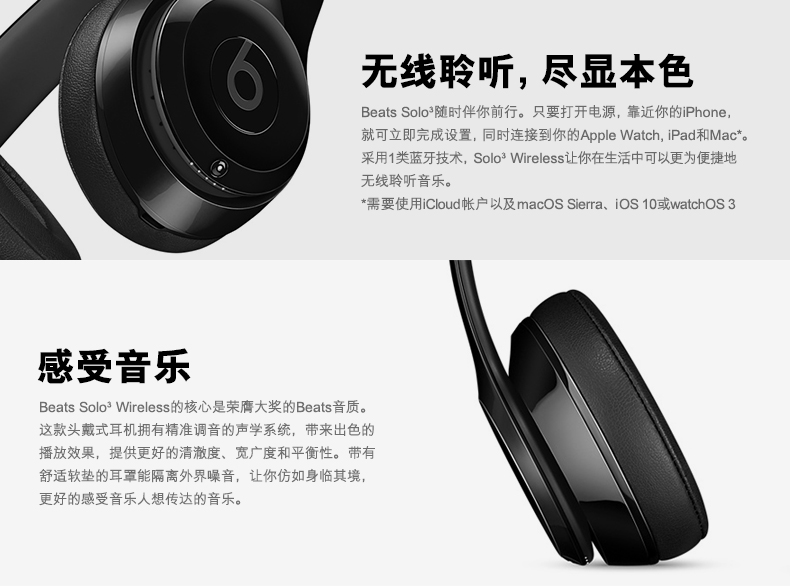 无线聆听，尽显本色
Beats Solo³随时伴你前行。只要打开电源，靠近你的iPhone，
就可立即完成设置，同时连接到你的Apple Watch, iPad和Mac*。
采用1类蓝牙技术，Solo³ Wireless让你在生活中可以更为便捷地
无线聆听音乐。
*需要使用iCloud帐户以及macOS Sierra、iOS 10或watchOS 3
感受音乐
Beats Solo³ Wireless的核心是荣膺大奖的Beats音质。
这款头戴式耳机拥有精准调音的声学系统，带来出色的
播放效果，提供更好的清澈度、宽广度和平衡性。带有
舒适软垫的耳罩能隔离外界噪音，让你仿如身临其境，
更好的感受音乐人想传达的音乐。